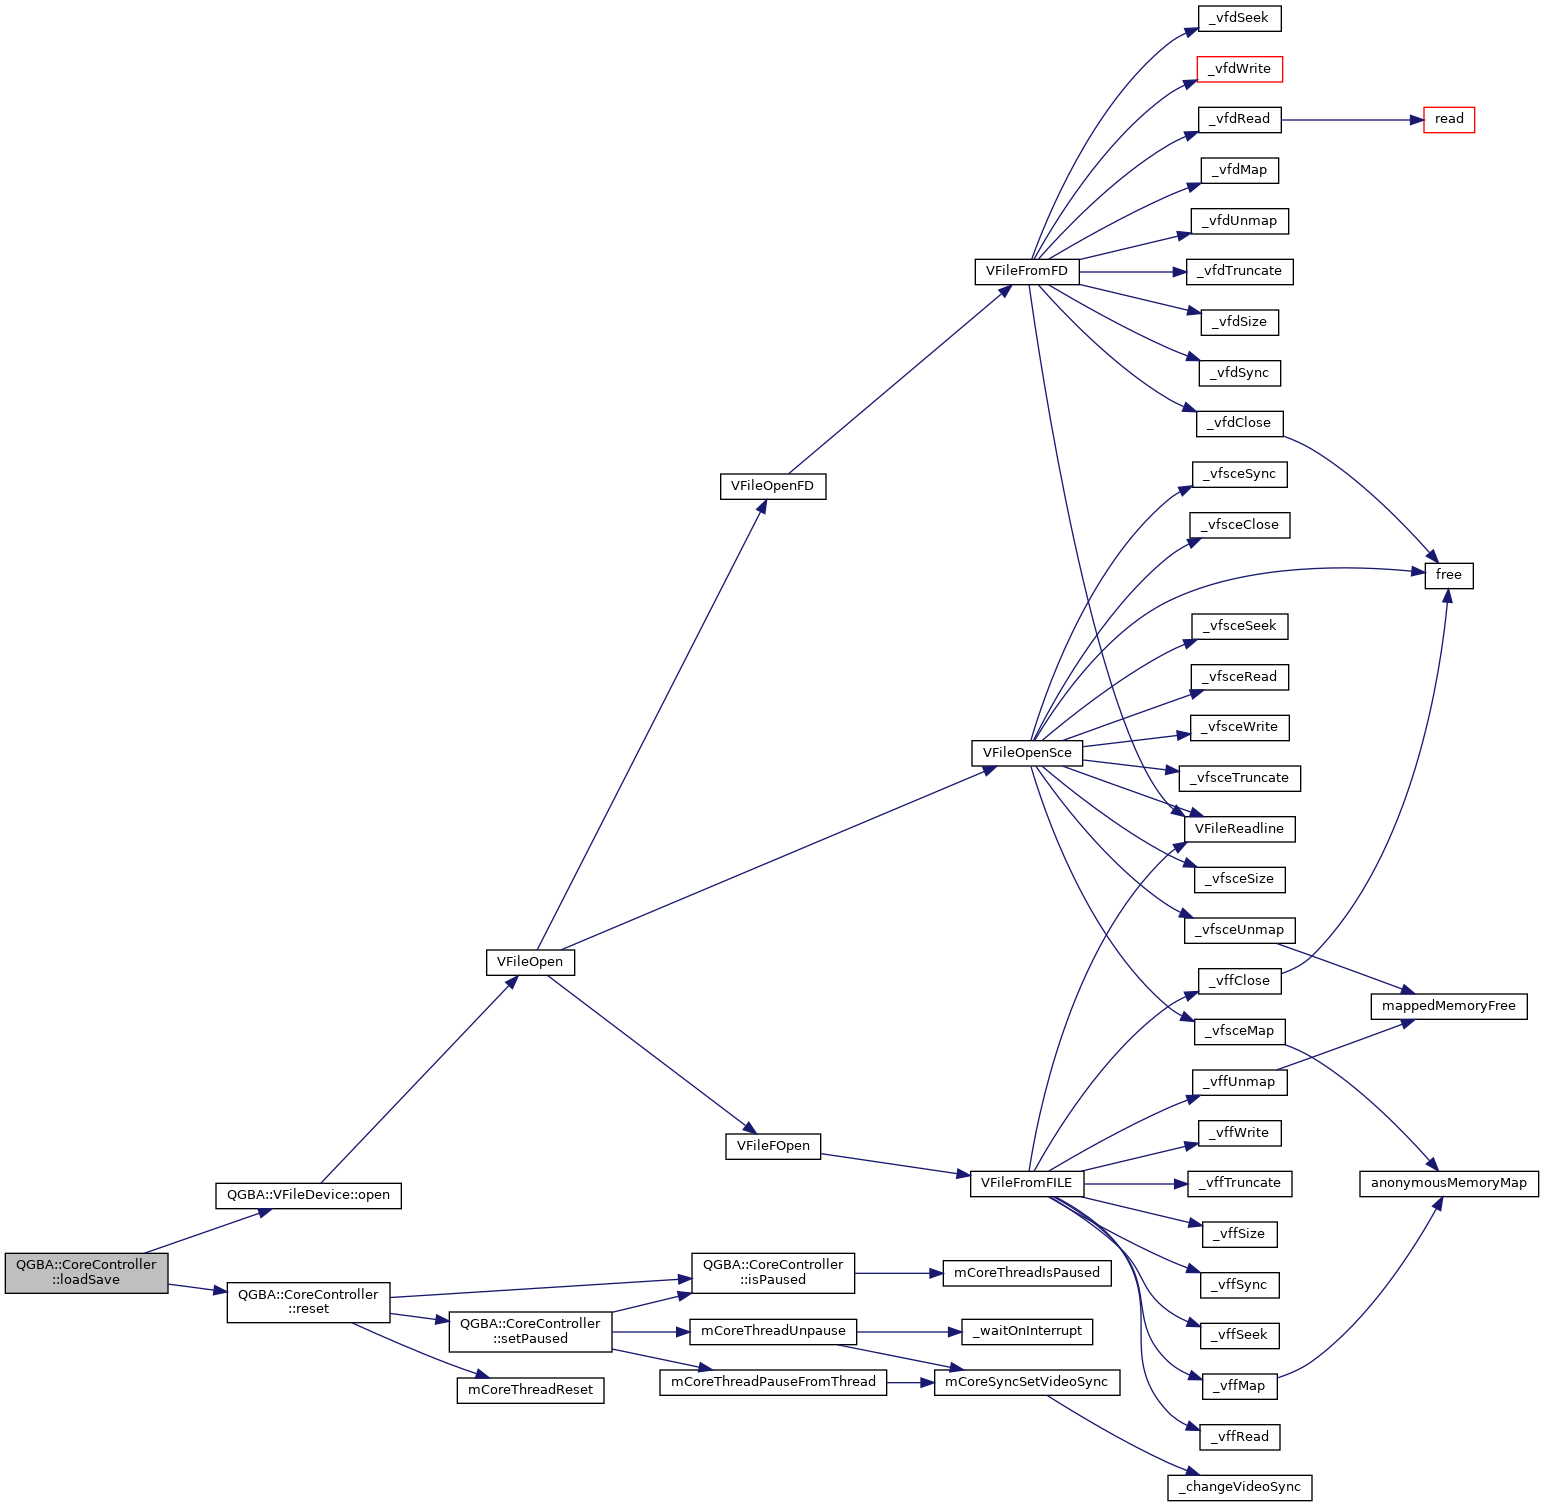 _vfdSeek
_vfdWrite
_vfdRead
read
_vfdMap
_vfdUnmap
VFileFromFD
_vfdTruncate
_vfdSize
_vfdSync
_vfdClose
_vfsceSync
VFileOpenFD
_vfsceClose
free
_vfsceSeek
_vfsceRead
_vfsceWrite
VFileOpenSce
_vfsceTruncate
VFileReadline
_vfsceSize
_vfsceUnmap
VFileOpen
_vffClose
mappedMemoryFree
_vfsceMap
_vffUnmap
_vffWrite
VFileFOpen
VFileFromFILE
_vffTruncate
anonymousMemoryMap
QGBA::VFileDevice::open
_vffSize
QGBA::CoreController
::loadSave
QGBA::CoreController
::isPaused
mCoreThreadIsPaused
_vffSync
QGBA::CoreController
::reset
QGBA::CoreController
::setPaused
mCoreThreadUnpause
_waitOnInterrupt
_vffSeek
mCoreThreadReset
mCoreThreadPauseFromThread
mCoreSyncSetVideoSync
_vffMap
_vffRead
_changeVideoSync